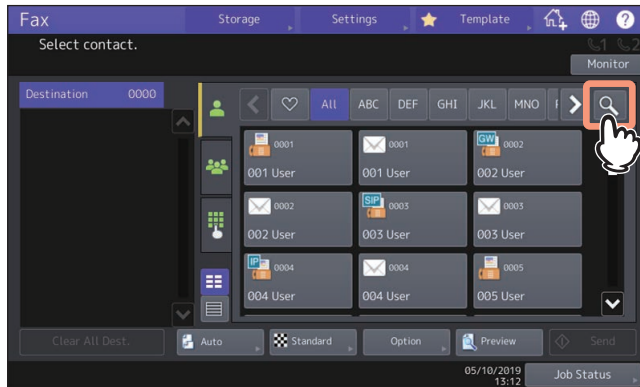 Fax Storage Settings Template
Select contact.
1 2
Monitor
Destination 0000
All ABC DEF GHI JKL MNO
0001 0001 GW 0002
001 User 001 User 002 User
0002 SIP 0003 0003
002 User 003 User 003 User
IP 0004 0004 0005
004 User 004 User 005 User
Clear All Dest. Auto Standard Option Preview Send
05/10/2019
13:12
Job Status